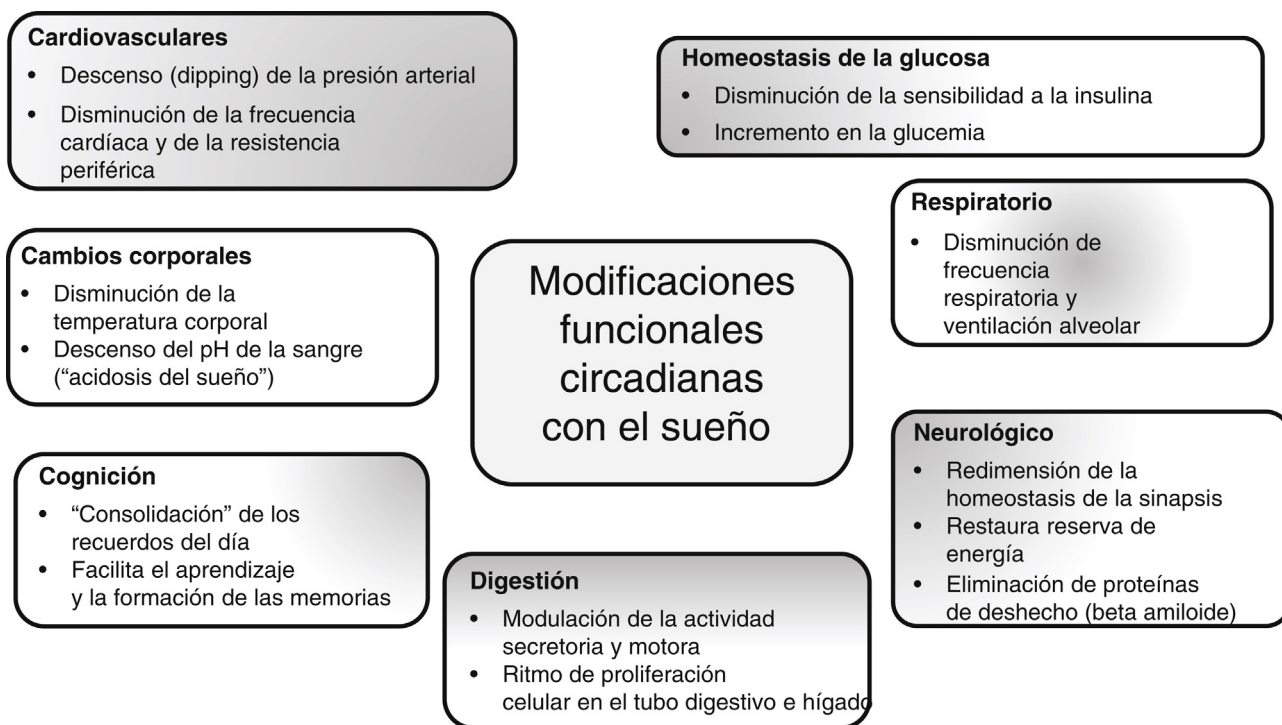 Cardiovasculares
• Descenso (dipping) de la presión arterial
• Disminución de la frecuencia
cardíaca y de la resistencia
periférica
Homeostasis de la glucosa
• Disminución de la sensibilidad a la insulina
• Incremento en la glucemia
Respiratorio
• Disminución de
frecuencia
respiratoria y
ventilación alveolar
Cambios corporales
• Disminución de la
temperatura corporal
• Descenso del pH de la sangre
(“acidosis del sueño”)
Modificaciones
funcionales
circadianas
con el sueño
Neurológico
• Redimensión de la
homeostasis de la sinapsis
• Restaura reserva de
energía
• Eliminación de proteínas
de deshecho (beta amiloide)
Cognición
• “Consolidación” de los
recuerdos del día
• Facilita el aprendizaje
y la formación de las memorias
Digestión
• Modulación de la actividad
secretoria y motora
• Ritmo de proliferación
celular en el tubo digestivo e hígado